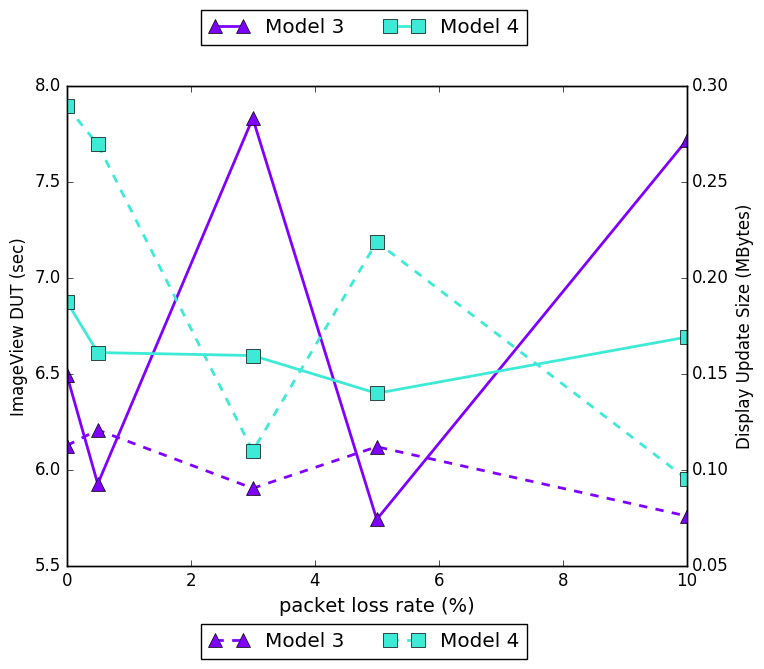 Model 3 Model 4
8.0 0.30
7.5 0.25
7.0 0.20
6.5 0.15
6.0 0.10
5.5 0.05
ImageView DUT (sec)
Display Update Size (MBytes)
0 2 4 6 8 10
packet loss rate (%)
Model 3 Model 4